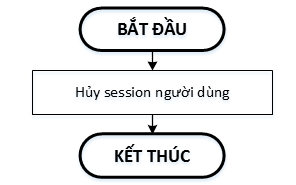 BẮT ĐẦU
Hủy session người dùng
KẾT THÚC